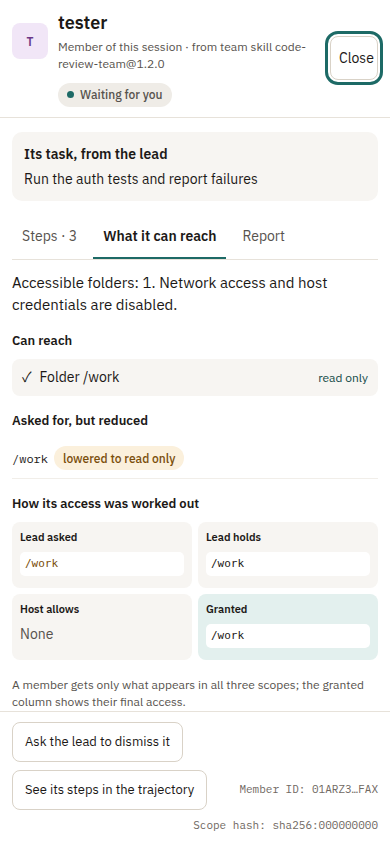 T
tester
Member of this session · from team skill code-
review-team@1.2.0
Close
Waiting for you
Its task, from the lead
Run the auth tests and report failures
Steps · 3
What it can reach
Report
Accessible folders: 1. Network access and host
credentials are disabled.
Can reach
✓ Folder /work
read only
Asked for, but reduced
/work lowered to read only
How its access was worked out
Lead asked
/work
Lead holds
/work
Host allows
None
Granted
/work
A member gets only what appears in all three scopes; the granted
column shows their final access.
Ask the lead to dismiss it
See its steps in the trajectory
Member ID: 01ARZ3…FAX
Scope hash: sha256:000000000